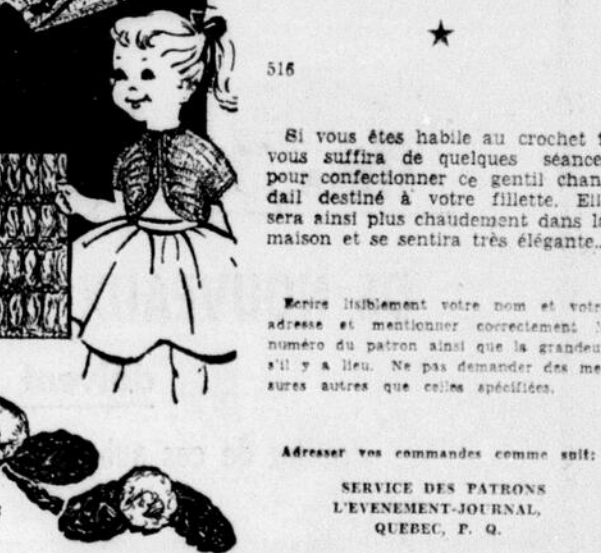 516
Si vous êtes habile au crochet
vous suffira de quelques séance
pour confectionner ce gentil chan
dail destiné à votre fillette. Ell
sera ainsi plus chaudement dans l
maison et se sentira très élégante..
Ecrire lisiblement votre nom et votr
adresse et mentionner correctement
numéro du patron ainsi que la grandeu
s'il y a lieu. Ne pas demander des me
sures autres que celles spécifiées.
Adresser vos commandes comme suit:
SERVICE DES PATRONS
L'EVENEMENT-JOURNAL,
QUEBEC, P. Q.